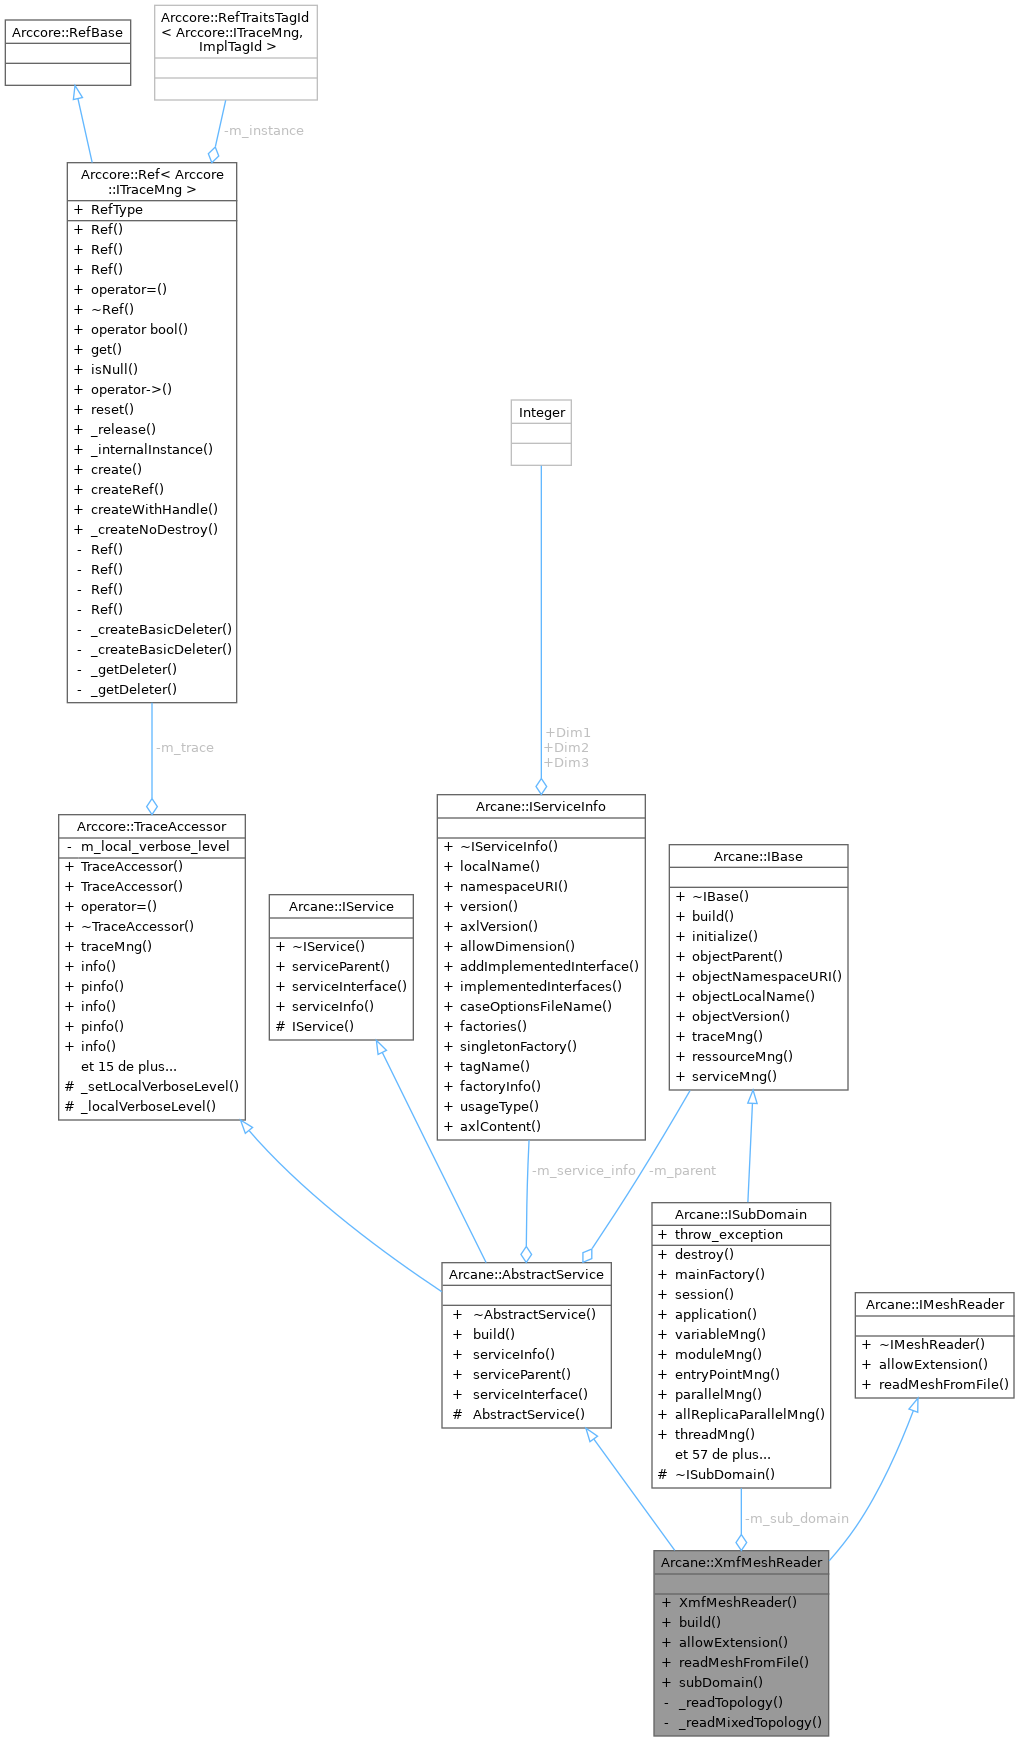 Arccore::RefBase
Arccore::RefTraitsTagId
< Arccore::ITraceMng,
ImplTagId >
-m_instance
Arccore::Ref< Arccore
::ITraceMng >
+ RefType
+ Ref()
+ Ref()
+ Ref()
+ operator=()
+ ~Ref()
+ operator bool()
+ get()
+ isNull()
+ operator->()
+ reset()
+ _release()
+ _internalInstance()
+ create()
+ createRef()
+ createWithHandle()
+ _createNoDestroy()
- Ref()
- Ref()
- Ref()
- Ref()
- _createBasicDeleter()
- _createBasicDeleter()
- _getDeleter()
- _getDeleter()
-m_trace
Integer
+Dim1
+Dim2
+Dim3
Arccore::TraceAccessor
- m_local_verbose_level
+ TraceAccessor()
+ TraceAccessor()
+ operator=()
+ ~TraceAccessor()
+ traceMng()
+ info()
+ pinfo()
+ info()
+ pinfo()
+ info()
et 15 de plus...
# _setLocalVerboseLevel()
# _localVerboseLevel()
Arcane::IService
+ ~IService()
+ serviceParent()
+ serviceInterface()
+ serviceInfo()
# IService()
Arcane::IServiceInfo
+ ~IServiceInfo()
+ localName()
+ namespaceURI()
+ version()
+ axlVersion()
+ allowDimension()
+ addImplementedInterface()
+ implementedInterfaces()
+ caseOptionsFileName()
+ factories()
+ singletonFactory()
+ tagName()
+ factoryInfo()
+ usageType()
+ axlContent()
Arcane::IBase
+ ~IBase()
+ build()
+ initialize()
+ objectParent()
+ objectNamespaceURI()
+ objectLocalName()
+ objectVersion()
+ traceMng()
+ ressourceMng()
+ serviceMng()
-m_service_info
-m_parent
Arcane::AbstractService
+ ~AbstractService()
+ build()
+ serviceInfo()
+ serviceParent()
+ serviceInterface()
# AbstractService()
Arcane::ISubDomain
+ throw_exception
+ destroy()
+ mainFactory()
+ session()
+ application()
+ variableMng()
+ moduleMng()
+ entryPointMng()
+ parallelMng()
+ allReplicaParallelMng()
+ threadMng()
et 57 de plus...
# ~ISubDomain()
Arcane::IMeshReader
+ ~IMeshReader()
+ allowExtension()
+ readMeshFromFile()
-m_sub_domain
Arcane::XmfMeshReader
+ XmfMeshReader()
+ build()
+ allowExtension()
+ readMeshFromFile()
+ subDomain()
- _readTopology()
- _readMixedTopology()